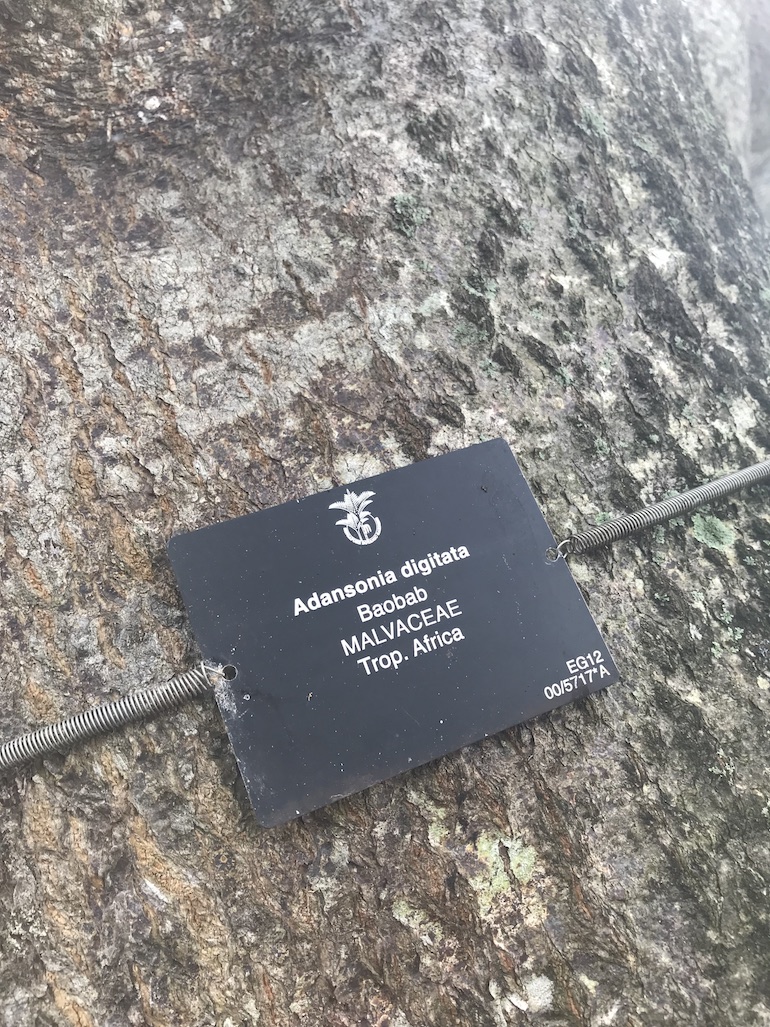 Adansonia digitata
Baobab
MALVACEAE
Trop. Africa
EG12
00/5717*A